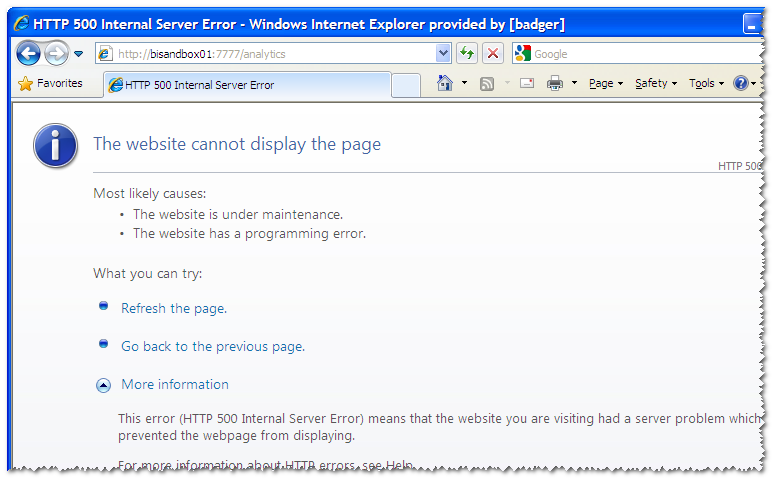 HTTP 500 Internal Server Error - Windows Internet Explorer provided by [badger]
http://bisandbox01:7777/analytics
Google
Favorites
HTTP 500 Internal Server Error
Page
Safety
Tools
The website cannot display the page
HTTP 500
Most likely causes:
• The website is under maintenance.
• The website has a programming error.
What you can try:
Refresh the page.
Go back to the previous page.
More information
This error (HTTP 500 Internal Server Error) means that the website you are visiting had a server problem which
prevented the webpage from displaying.
For more information about HTTP errors, see Help.